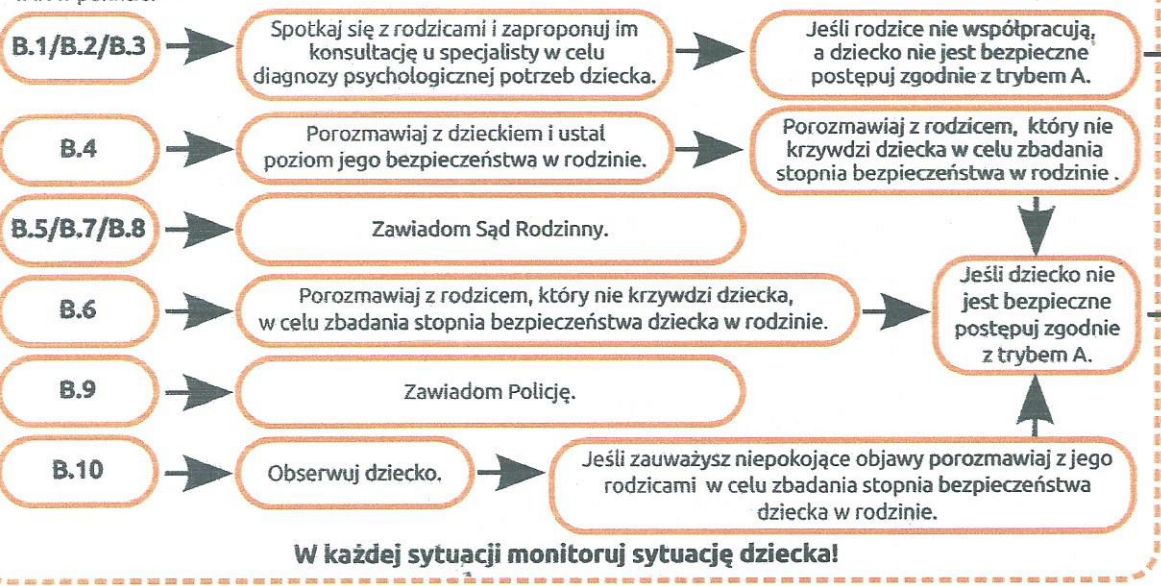 B.1/B.2/B.3
Spotkaj się z rodzicami i zaproponuj im
konsultację u specjalisty w celu
diagnozy psychologicznej potrzeb dziecka.
Jeśli rodzice nie współpracują,
a dziecko nie jest bezpieczne
postępuj zgodnie z trybem A.
B.4
Porozmawiaj z dzieckiem i ustal
poziom jego bezpieczeństwa w rodzinie.
Porozmawiaj z rodzicem, który nie
krzywdzi dziecka w celu zbadania
stopnia bezpieczeństwa w rodzinie .
B.5/B.7/B.8
Zawiadom Sąd Rodzinny.
B.6
Porozmawiaj z rodzicem, który nie krzywdzi dziecka,
w celu zbadania stopnia bezpieczeństwa dziecka w rodzinie.
Jeśli dziecko nie
jest bezpieczne
postępuj zgodnie
z trybem A.
B.9
Zawiadom Policję.
B.10
Obserwuj dziecko.
Jeśli zauważysz niepokojące objawy porozmawiaj z jego
rodzicami w celu zbadania stopnia bezpieczeństwa
dziecka w rodzinie.
W każdej sytuacji monitoruj sytuację dziecka!